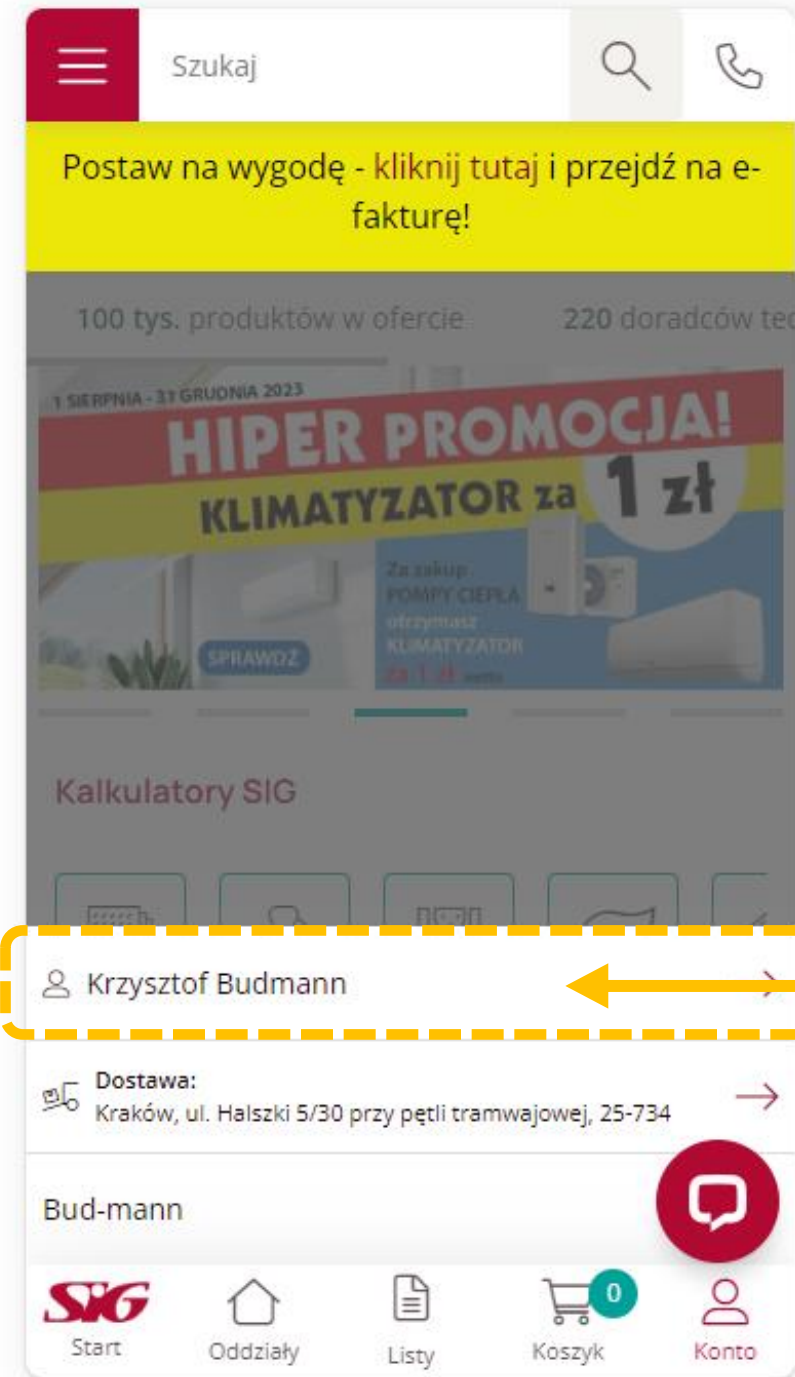 Szukaj
Postaw na wygodę - kliknij tutaj i przejdź na e-
fakturę!
100 tys. produktów w ofercie 220 doradców tec
1 SIERPNIA - 31 GRUDNIA 2023
HIPER PROMOCJA!
KLIMATYZATOR za 1 zł
Za zakup
POMPY CIEPŁA
otrzymasz
KLIMATYZATOR
za 1 zł netto
SPRAWDŹ
Kalkulatory SIG
Krzysztof Budmann
Dostawa:
Kraków, ul. Halszki 5/30 przy pętli tramwajowej, 25-734
Bud-mann
SIG
0
Start Oddziały Listy Koszyk Konto